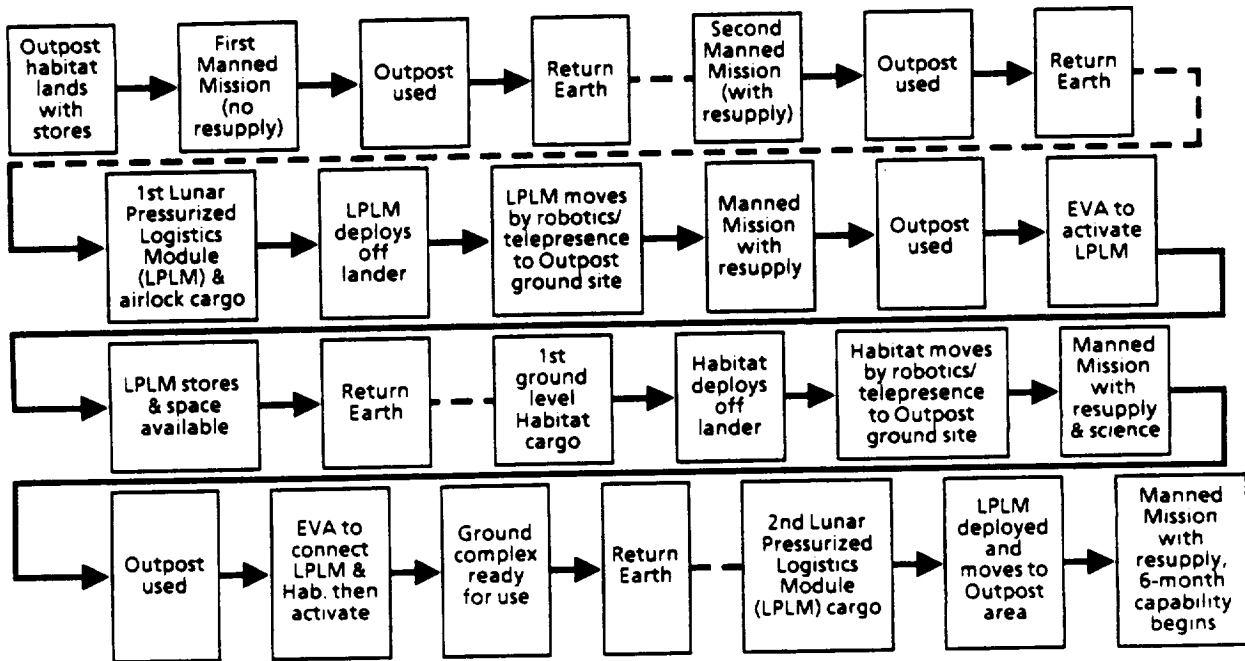 Outpost
habitat
lands
with
stores
First
Manned
Mission
(no
resupply)
Outpost
used
Return
Earth
Second
Manned
Mission
(with
resupply)
Outpost
used
Return
Earth
1st Lunar
Pressurized
Logistics
Module
(LPLM) &
airlock cargo
LPLM
deploys
off
lander
LPLM moves
by robotics/
telepresence
to Outpost
ground site
Manned
Mission
with
resupply
Outpost
used
EVA to
activate
LPLM
LPLM stores
& space
available
Return
Earth
1st
ground
level
Habitat
cargo
Habitat
deploys
off
lander
Habitat moves
by robotics/
telepresence
to Outpost
ground site
Manned
Mission
with
resupply
& science
Outpost
used
EVA to
connect
LPLM &
Hab. then
activate
Ground
complex
ready
for use
Return
Earth
2nd Lunar
Pressurized
Logistics
Module
(LPLM) cargo
LPLM
deployed
and
moves to
Outpost
area
Manned
Mission
with
resupply,
6-month
capability
begins